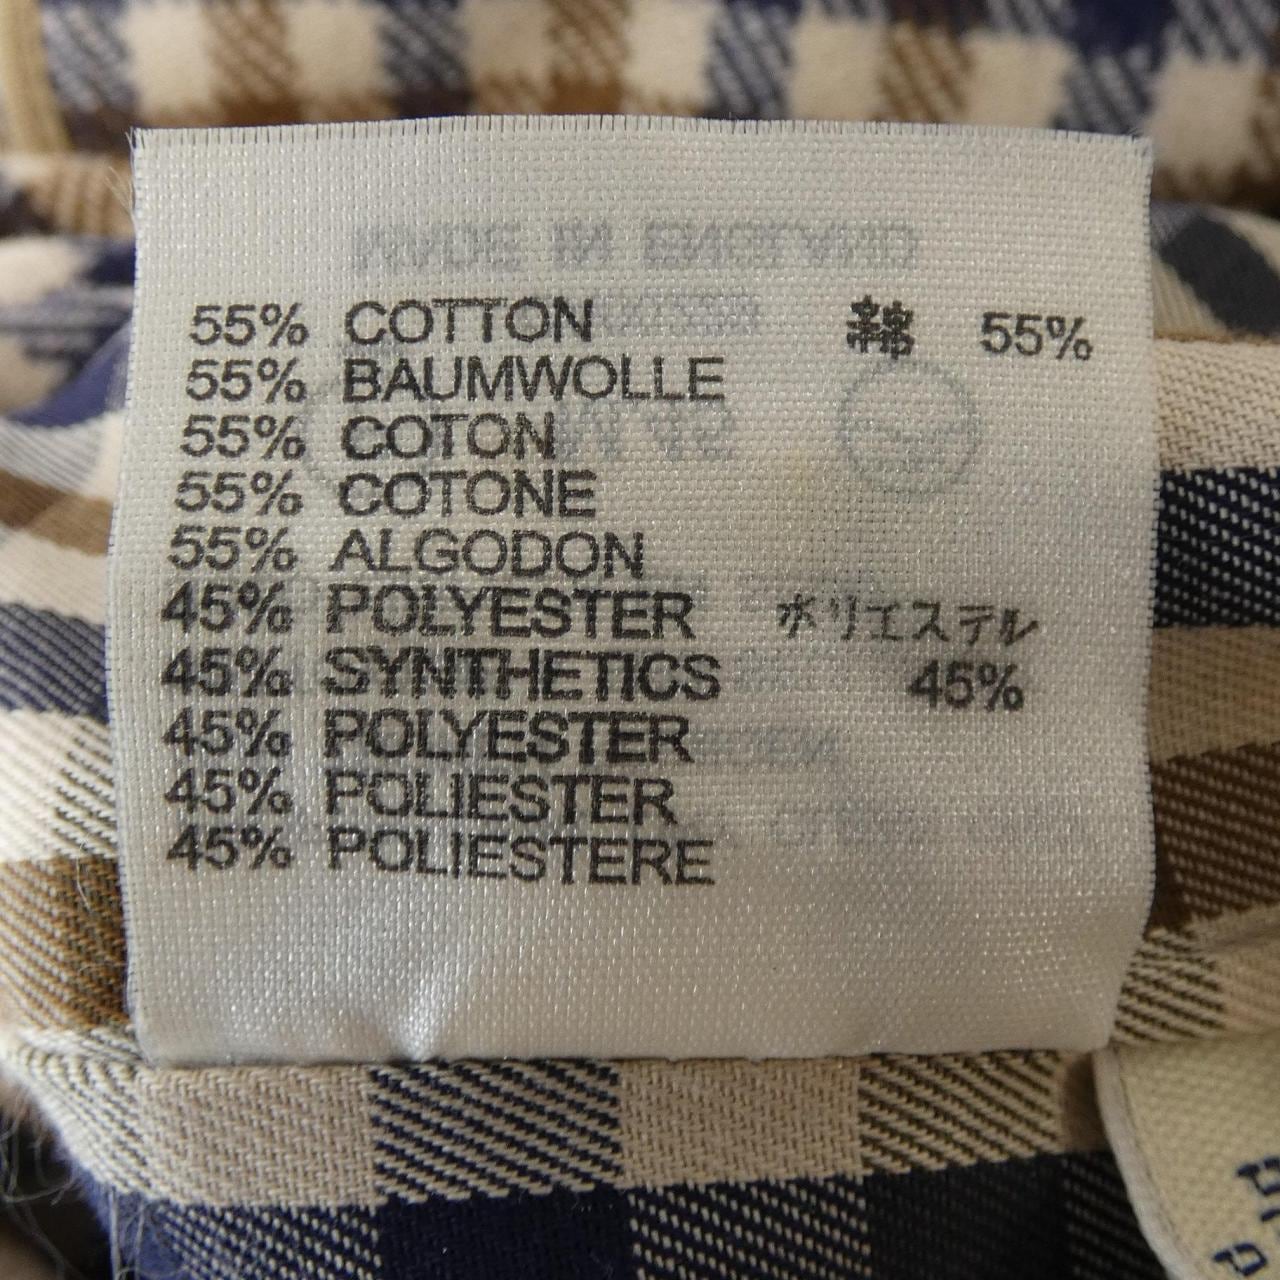 55% COTTON 綿 55%
55% BAUMWOLLE
55% COTON
55% COTONE
55% ALGODON
45% POLYESTER ポリエステル
45% SYNTHETICS 45%
45% POLYESTER
45% POLIESTER
45% POLIESTERE